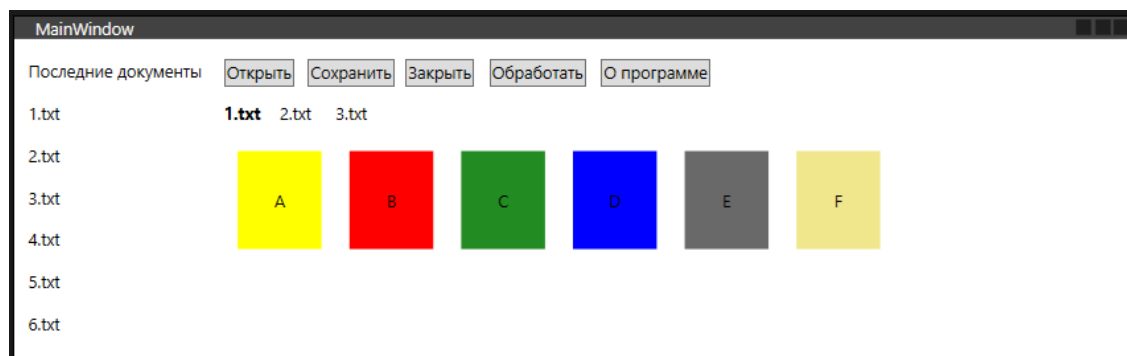 MainWindow
Последние документы Открыть Сохранить Закрыть Обработать О программе
1.txt 1.txt 2.txt 3.txt
2.txt
3.txt A B C D E F
4.txt
5.txt
6.txt